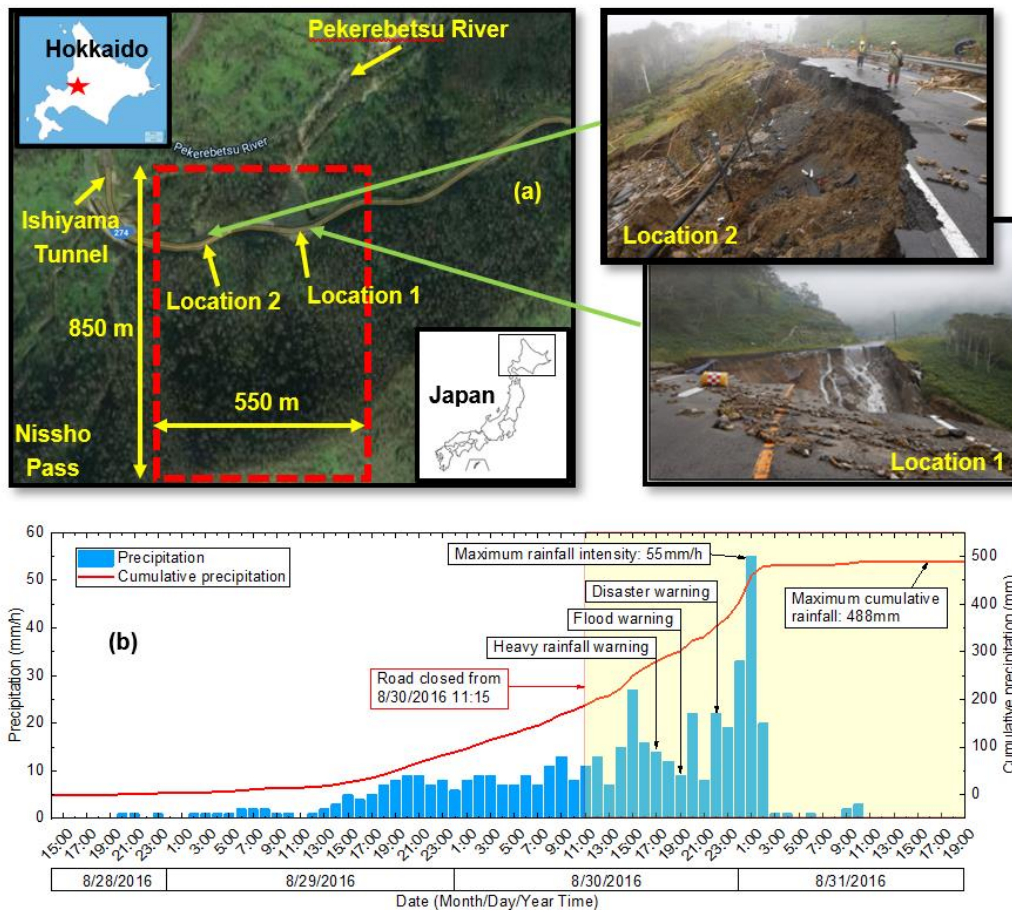 Hokkaido
Pekerebetsu River
Pekerebetsu River
(a)
Ishiyama
Tunnel
274
Location 2
Location 1
850 m
550 m
Nissho
Pass
Japan
Location 2
Location 1
(b)
Precipitation
Cumulative precipitation
Maximum rainfall intensity: 55mm/h
Disaster warning
Flood warning
Heavy rainfall warning
Road closed from
8/30/2016 11:15
Maximum cumulative
rainfall: 488mm
Precipitation (mm/h)
60
50
40
30
20
10
0
Cumulative precipitation (mm)
500
400
300
200
100
0
15:00 17:00 19:00 21:00 23:00 1:00 3:00 5:00 7:00 9:00 11:00 13:00 15:00 17:00 19:00 21:00 23:00 1:00 3:00 5:00 7:00 9:00 11:00 13:00 15:00 17:00 19:00 21:00 23:00 1:00 3:00 5:00 7:00 9:00 11:00 13:00 15:00 17:00 19:00
8/28/2016 8/29/2016 8/30/2016 8/31/2016
Date (Month/Day/Year Time)